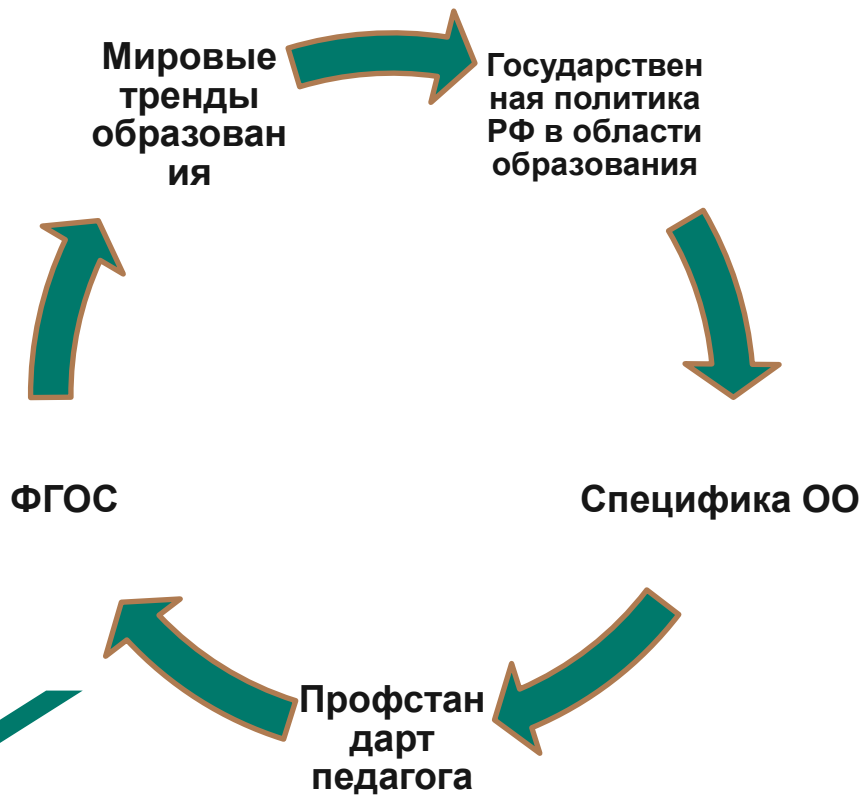 Мировые
тренды
образован
ия
Государствен
ная политика
РФ в области
образования
Специфика ОО
Профстан
дарт
педагога
ФГОС